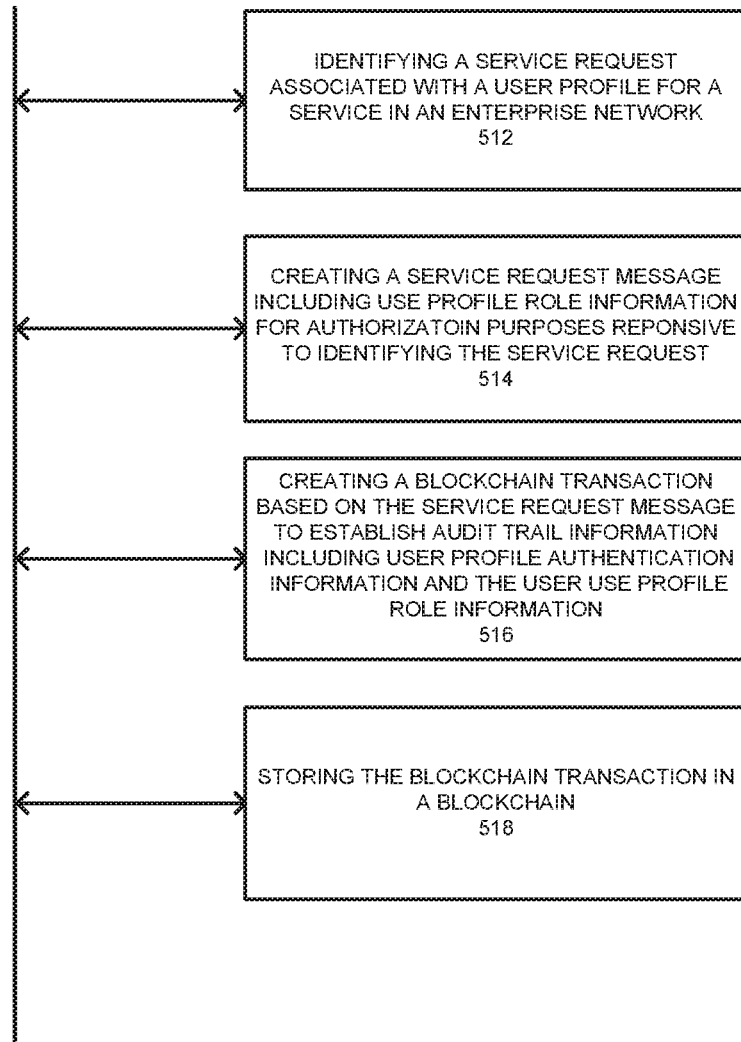 IDENTIFYING A SERVICE REQUEST
ASSOCIATED WITH A USER PROFILE FOR A
SERVICE IN AN ENTERPRISE NETWORK
512
CREATING A SERVICE REQUEST MESSAGE
INCLUDING USE PROFILE ROLE INFORMATION
FOR AUTHORIZATOIN PURPOSES REPONSIVE
TO IDENTIFYING THE SERVICE REQUEST
514
CREATING A BLOCKCHAIN TRANSACTION
BASED ON THE SERVICE REQUEST MESSAGE
TO ESTABLISH AUDIT TRAIL INFORMATION
INCLUDING USER PROFILE AUTHENTICATION
INFORMATION AND THE USER USE PROFILE
ROLE INFORMATION
516
STORING THE BLOCKCHAIN TRANSACTION IN
A BLOCKCHAIN
518